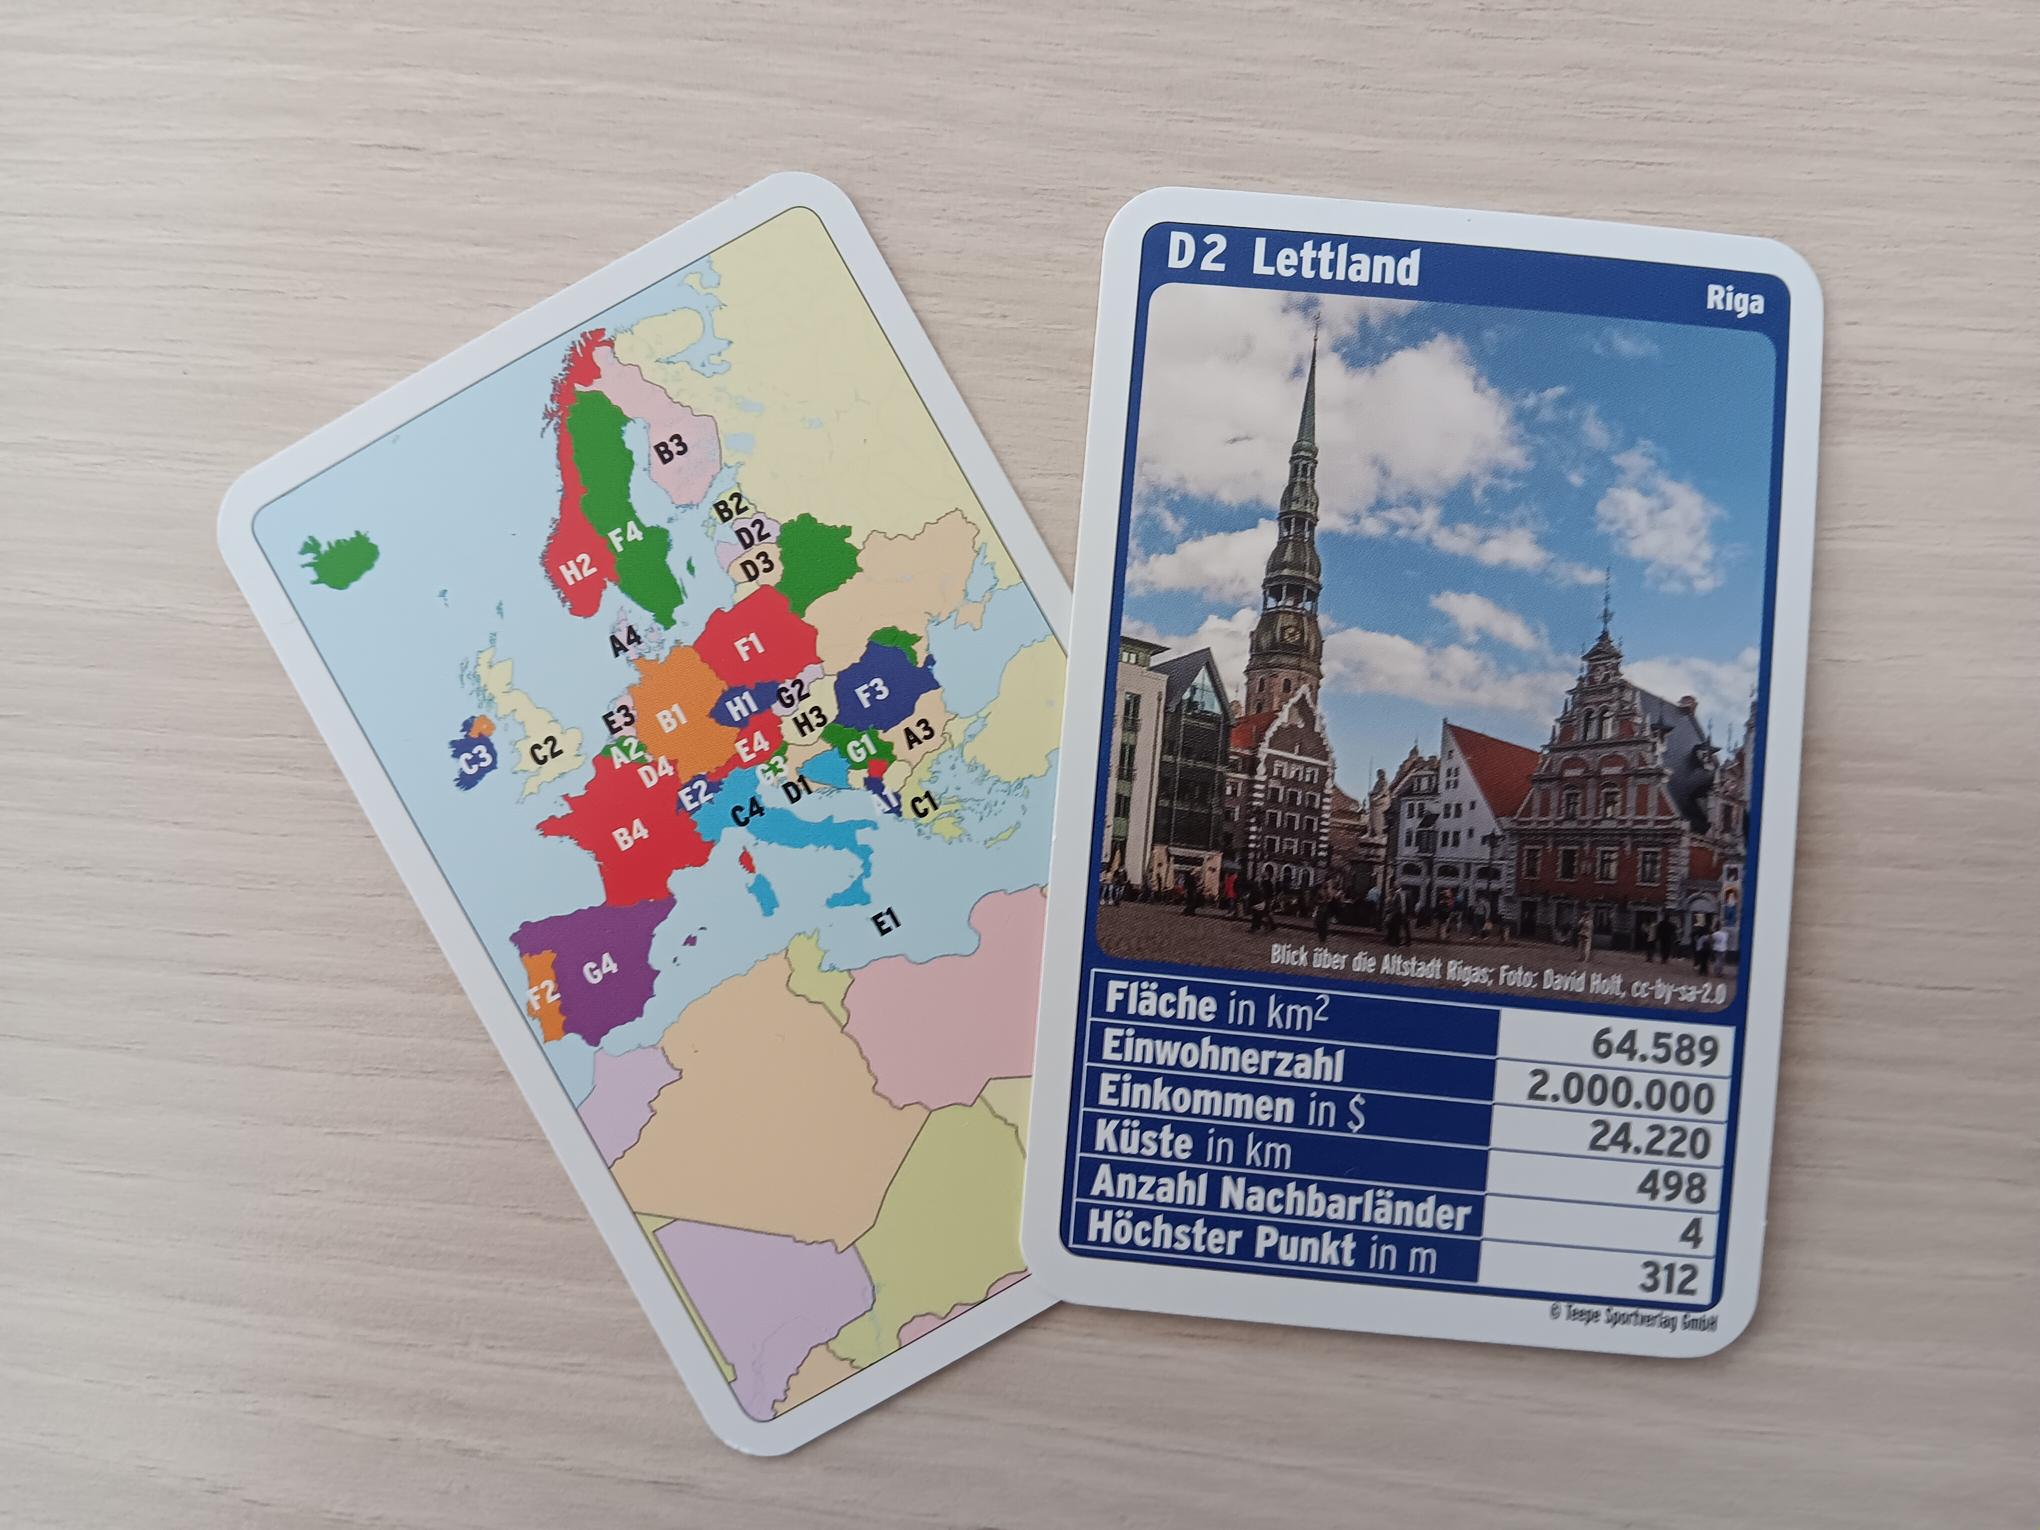 B3
B2
D2
D3
F4
H2
A4
F1
E3
B1
H1
G2
F3
H3
A3
C3
C2
A2
D4
E4
G1
G3
E2
D1
C4
A1
C1
B4
E1
G4
F2
D2 Lettland
Riga
Blick über die Altstadt Rigas; Foto: David Holt, cc-by-sa-2.0
Fläche in km² 64.589
Einwohnerzahl 2.000.000
Einkommen in $ 24.220
Küste in km 498
Anzahl Nachbarländer 4
Höchster Punkt in m 312
© Teepe Sportverlag GmbH